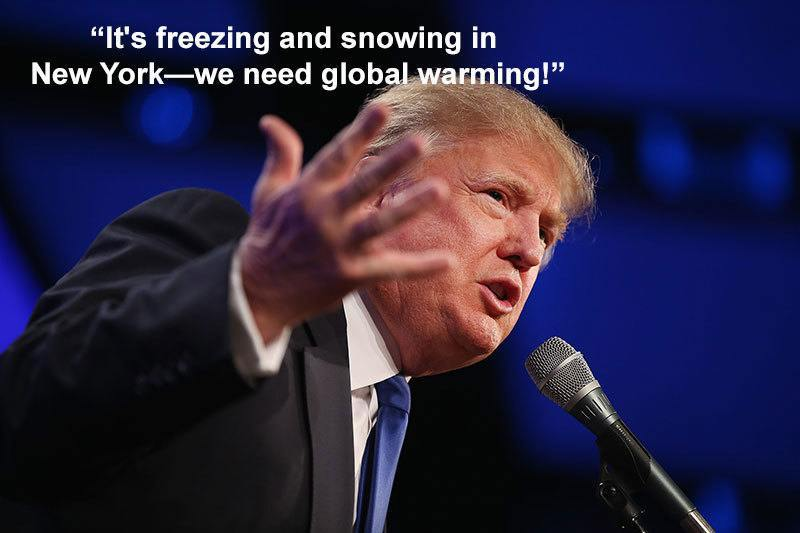 “It's freezing and snowing in
New York—we need global warming!”